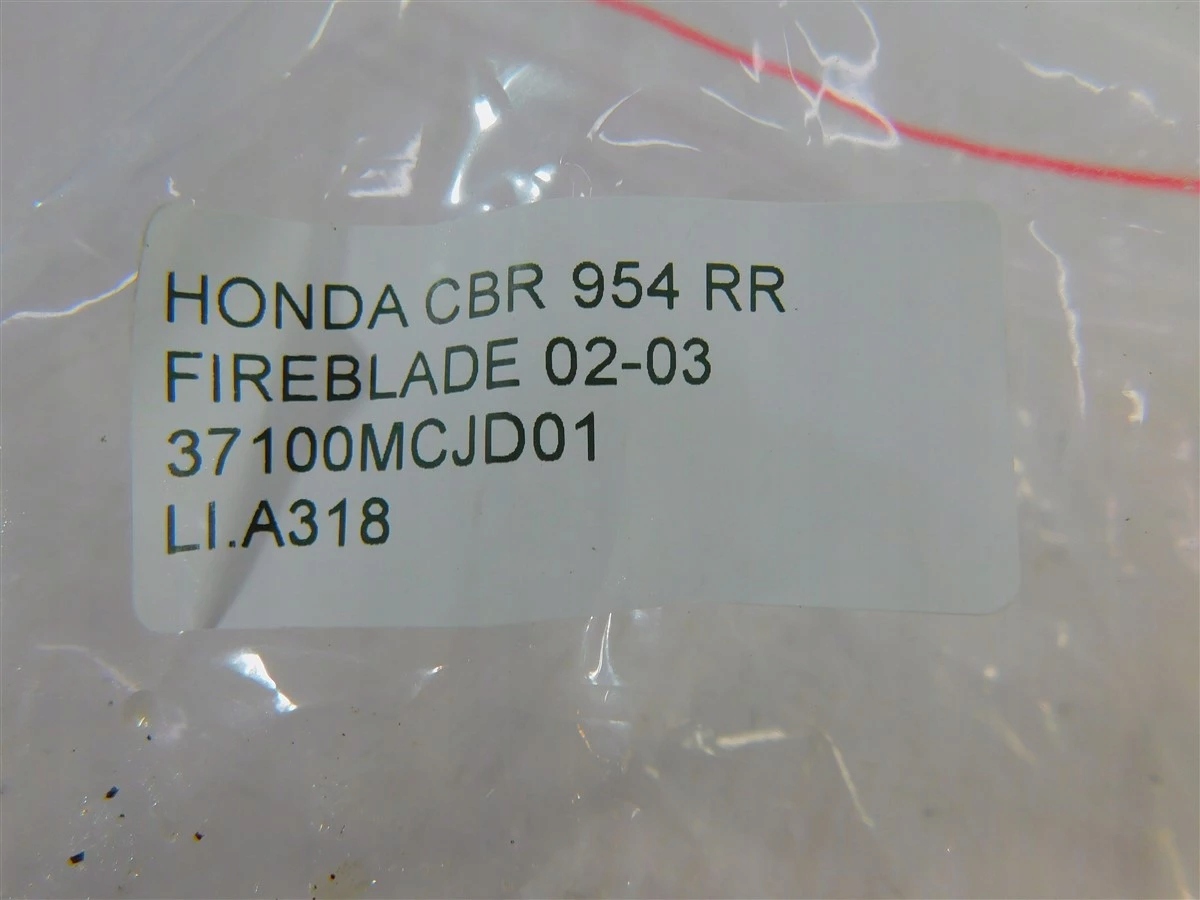 HONDA CBR 954 RR
FIREBLADE 02-03
37100MCJD01
LI.A318